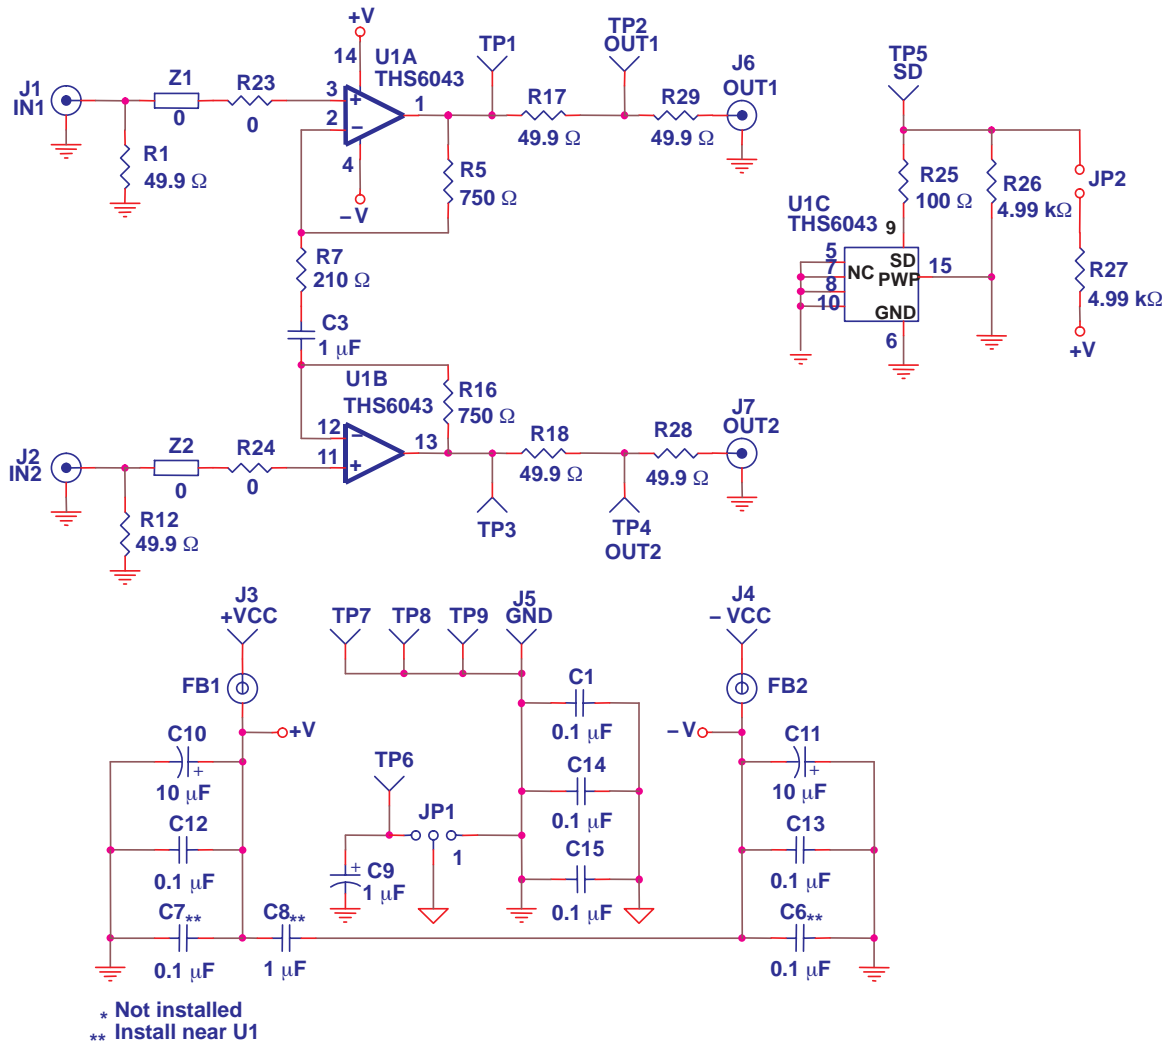 +V
14
U1A
THS6043
TP1
TP2
OUT1
J6
OUT1
TP5
SD
J1
IN1
Z1
0
R23
0
3
+
2
–
1
4
–V
R17
49.9 Ω
R29
49.9 Ω
R1
49.9 Ω
R5
750 Ω
R7
210 Ω
C3
1 µF
R25
100 Ω
R26
4.99 kΩ
JP2
U1C
THS6043
9
5
7
8
10
NC
SD
PWP
GND
15
6
R27
4.99 kΩ
+V
U1B
THS6043
R16
750 Ω
J2
IN2
Z2
0
R24
0
12
–
11
+
13
R18
49.9 Ω
R28
49.9 Ω
J7
OUT2
R12
49.9 Ω
TP3
TP4
OUT2
J3
+VCC
TP7
TP8
TP9
J5
GND
J4
– VCC
FB1
FB2
+V
–V
C10
+
10 µF
C12
0.1 µF
C7**
0.1 µF
C8**
1 µF
TP6
JP1
1
+
C9
1 µF
C1
0.1 µF
C14
0.1 µF
C15
0.1 µF
C11
+
10 µF
C13
0.1 µF
C6**
0.1 µF
* Not installed
** Install near U1